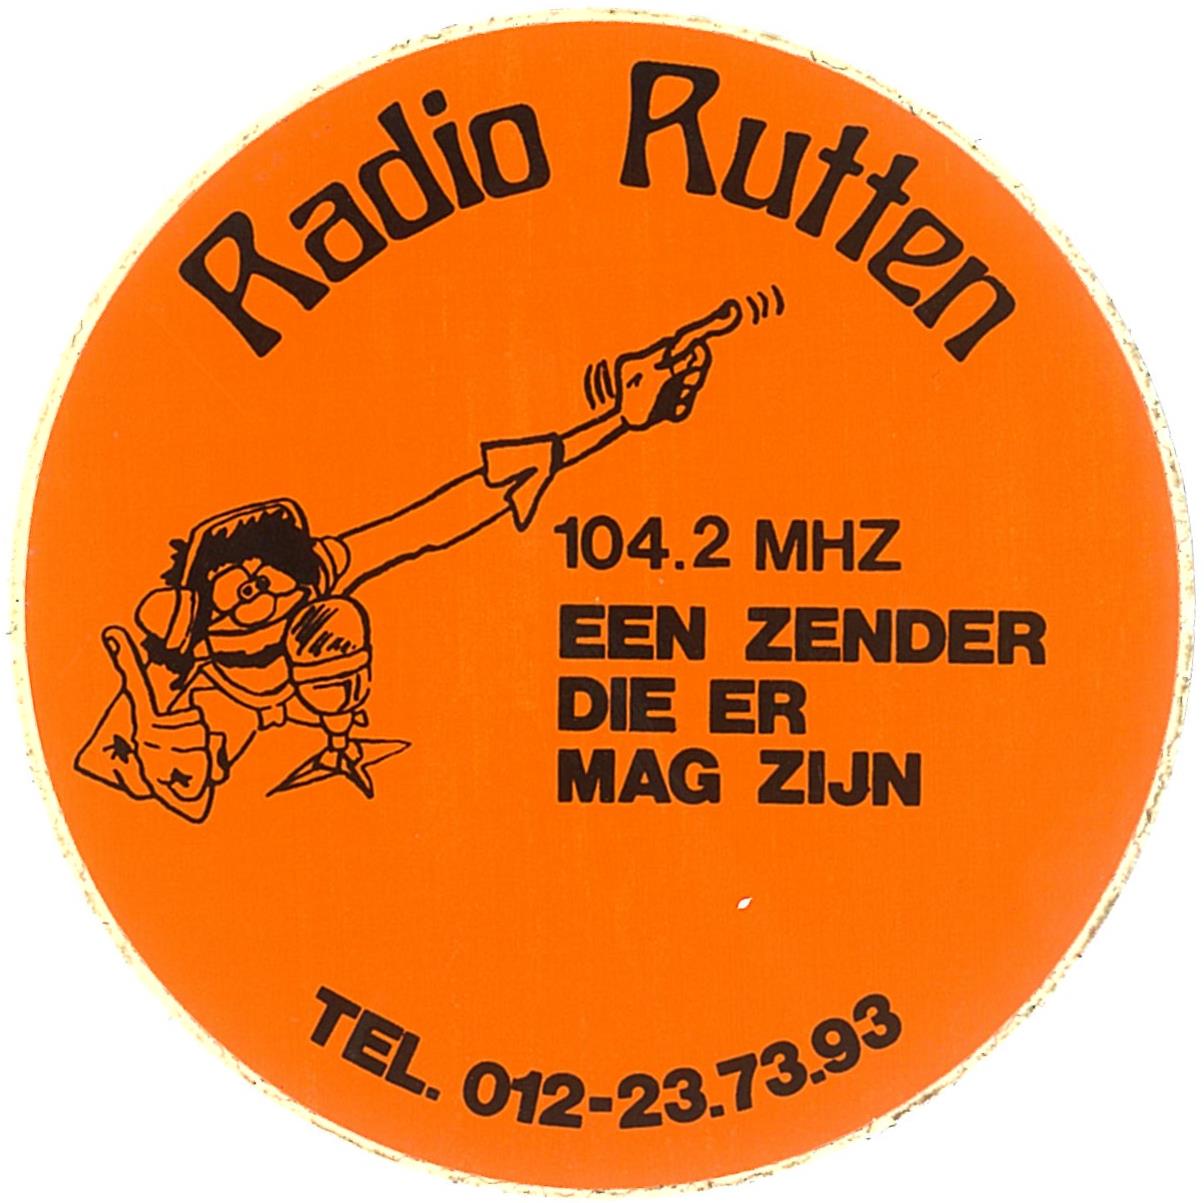 Radio Rutten
104.2 MHZ
EEN ZENDER
DIE ER
MAG ZIJN
TEL. 012-23.73.93